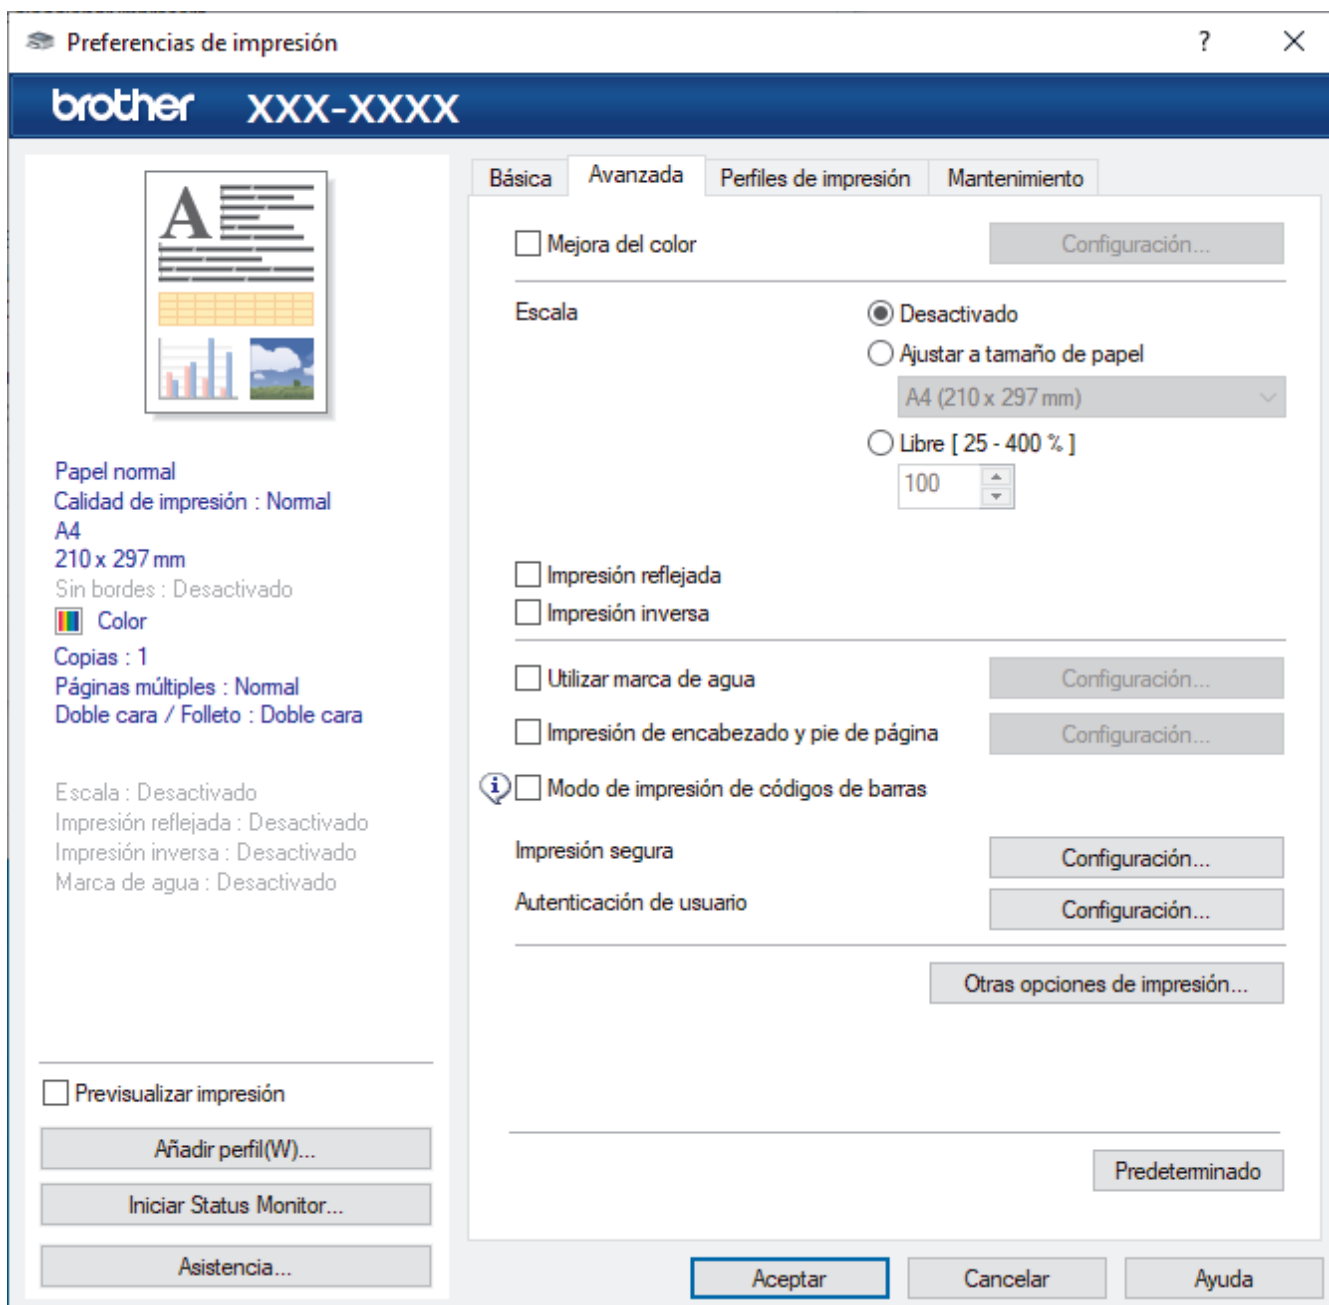 Preferencias de impresión
?
brother XXX-XXXX
A
Papel normal
Calidad de impresión : Normal
A4
210 x 297 mm
Sin bordes : Desactivado
Color
Copias : 1
Páginas múltiples : Normal
Doble cara / Folleto : Doble cara
Escala : Desactivado
Impresión reflejada : Desactivado
Impresión inversa : Desactivado
Marca de agua : Desactivado
Previsualizar impresión
Añadir perfil(W)...
Iniciar Status Monitor...
Asistencia...
Básica Avanzada Perfiles de impresión Mantenimiento
Mejora del color Configuración...
Escala Desactivado
Ajustar a tamaño de papel
A4 (210 x 297 mm)
Libre [ 25 - 400 % ]
100
Impresión reflejada
Impresión inversa
Utilizar marca de agua Configuración...
Impresión de encabezado y pie de página Configuración...
Modo de impresión de códigos de barras
Impresión segura Configuración...
Autenticación de usuario Configuración...
Otras opciones de impresión...
Predeterminado
Aceptar Cancelar Ayuda